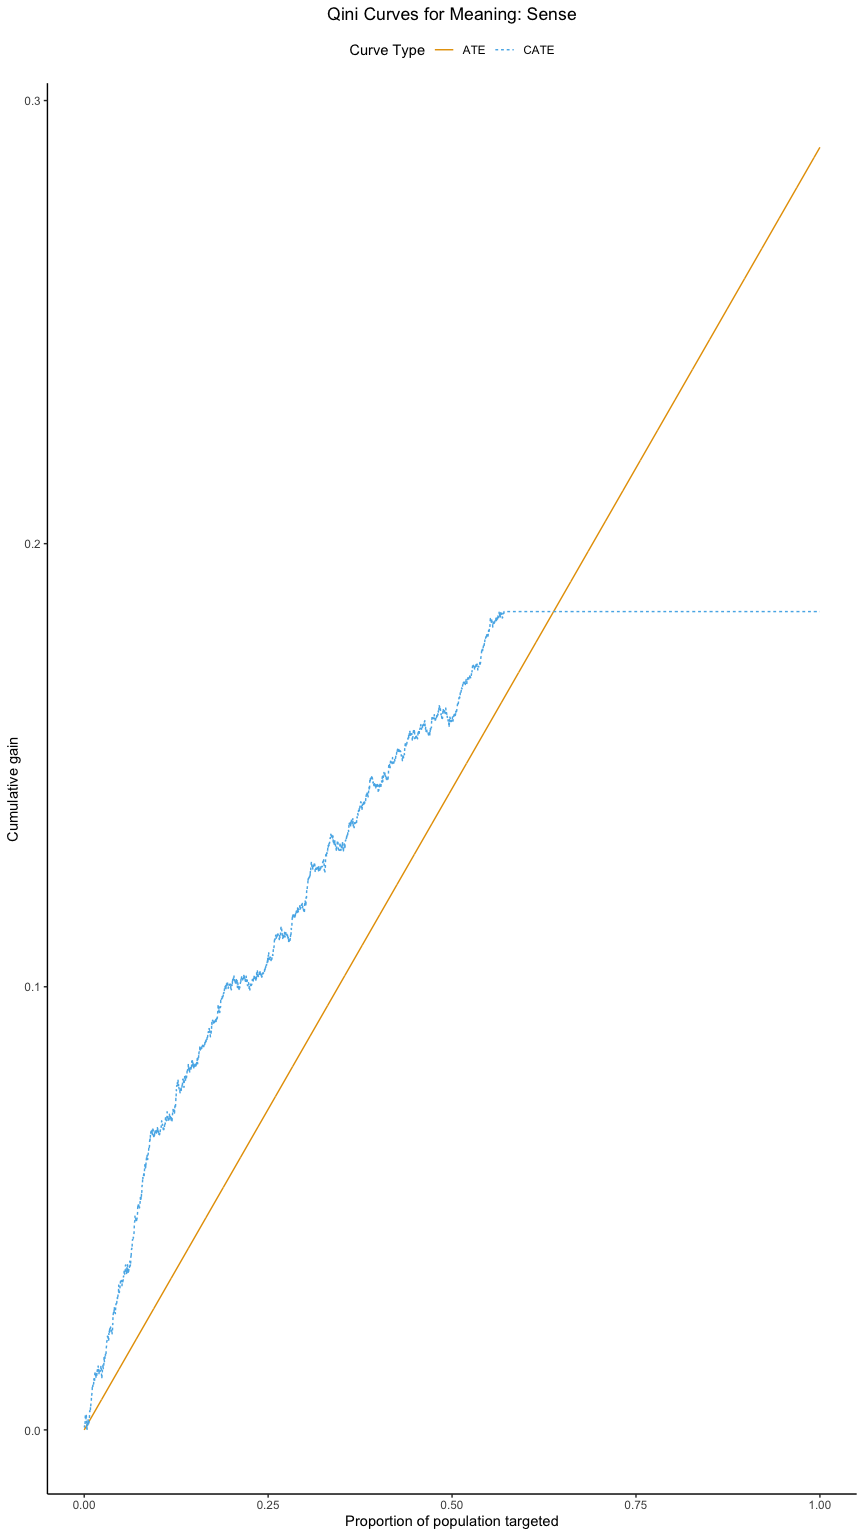 Qini Curves for Meaning: Sense
Curve Type ATE CATE
0.3
0.2
0.1
0.0
Cumulative gain
0.00 0.25 0.50 0.75 1.00
Proportion of population targeted